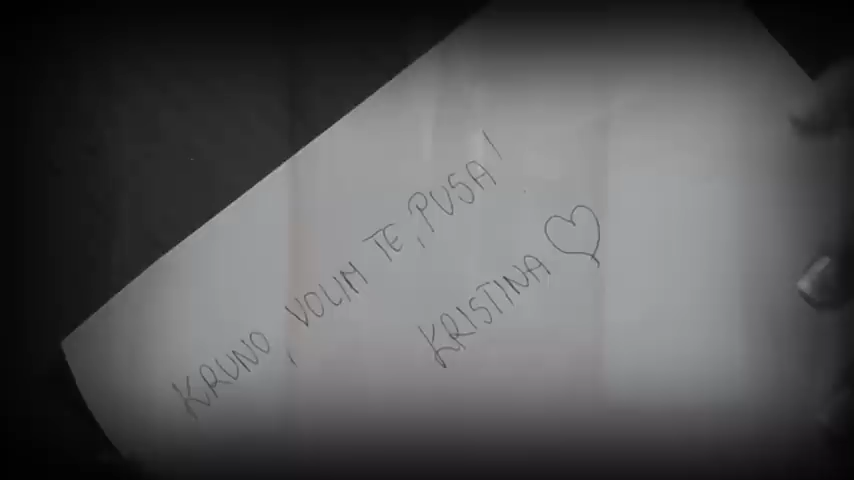 KRUNO, VOLIM TE, PUSA!
KRISTINA ♡